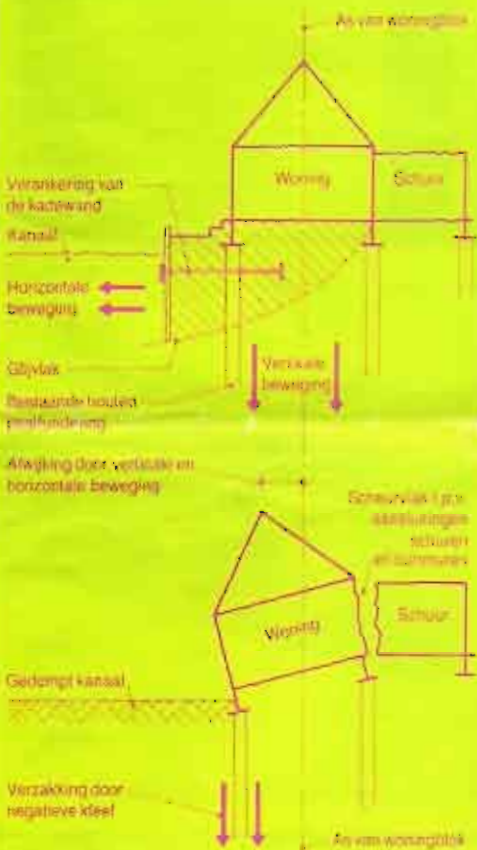 As van woningblok
Woning
Schuur
Verankering van
de kadewand
Kanaal
Horizontale
beweging
Glijvlak
Verticale
beweging
Bestaande houten
paalfundering
Afwijking door verticale en
horizontale beweging
Scheurvlak t.p.v.
aansluitingen
schuren
en tuinmuren
Woning
Schuur
Gedempt kanaal
Verzakking door
negatieve kleef
As van woningblok